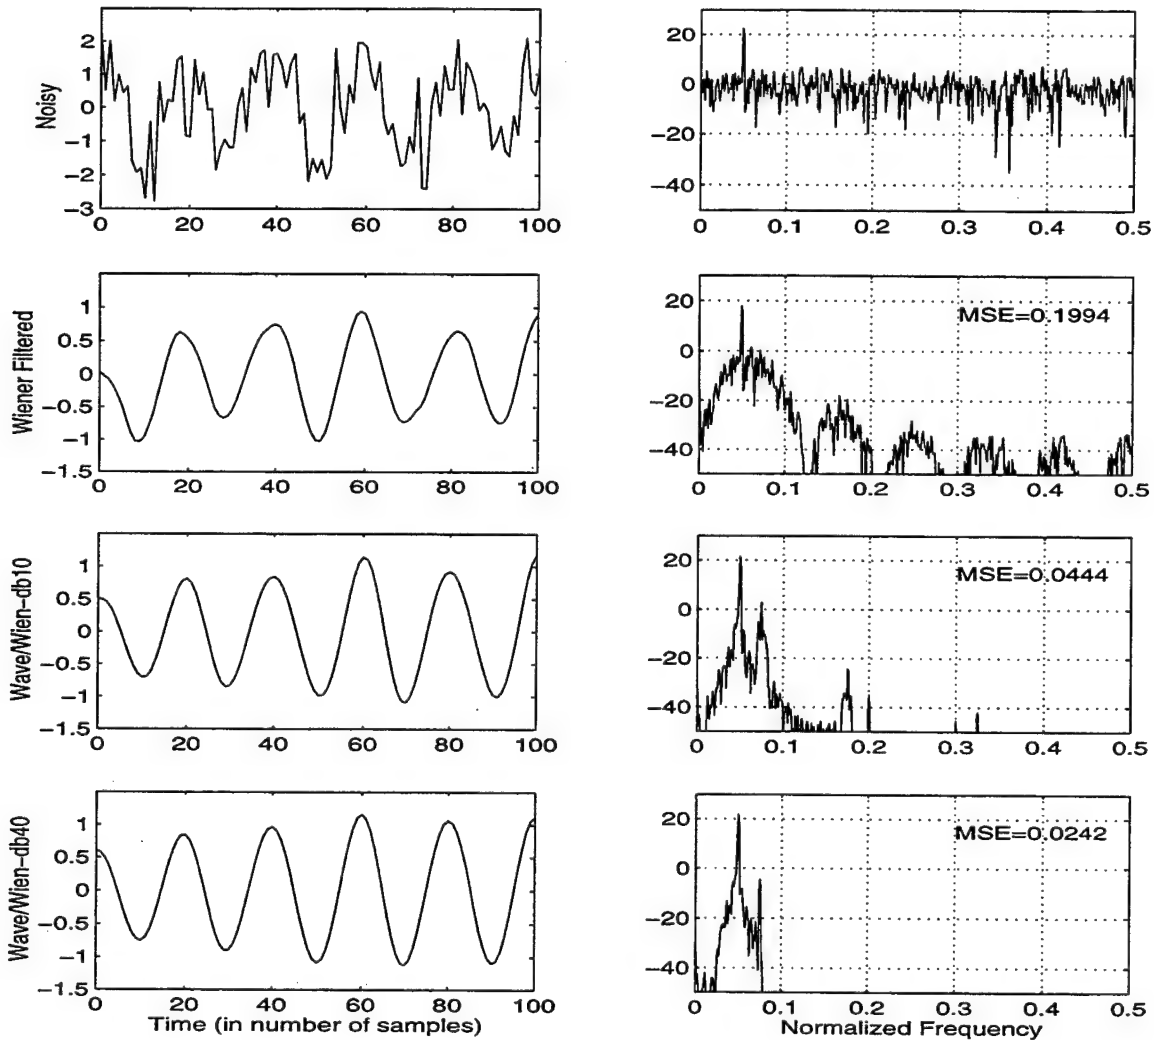 Noisy
2
1
0
−1
−2
−3
0 20 40 60 80 100
20
0
−20
−40
0 0.1 0.2 0.3 0.4 0.5
Wiener Filtered
1
0.5
0
−0.5
−1
−1.5
0 20 40 60 80 100
MSE=0.1994
20
0
−20
−40
0 0.1 0.2 0.3 0.4 0.5
Wave/Wien−db10
1
0.5
0
−0.5
−1
−1.5
0 20 40 60 80 100
MSE=0.0444
20
0
−20
−40
0 0.1 0.2 0.3 0.4 0.5
Wave/Wien−db40
1
0.5
0
−0.5
−1
−1.5
0 20 40 60 80 100
Time (in number of samples)
MSE=0.0242
20
0
−20
−40
0 0.1 0.2 0.3 0.4 0.5
Normalized Frequency